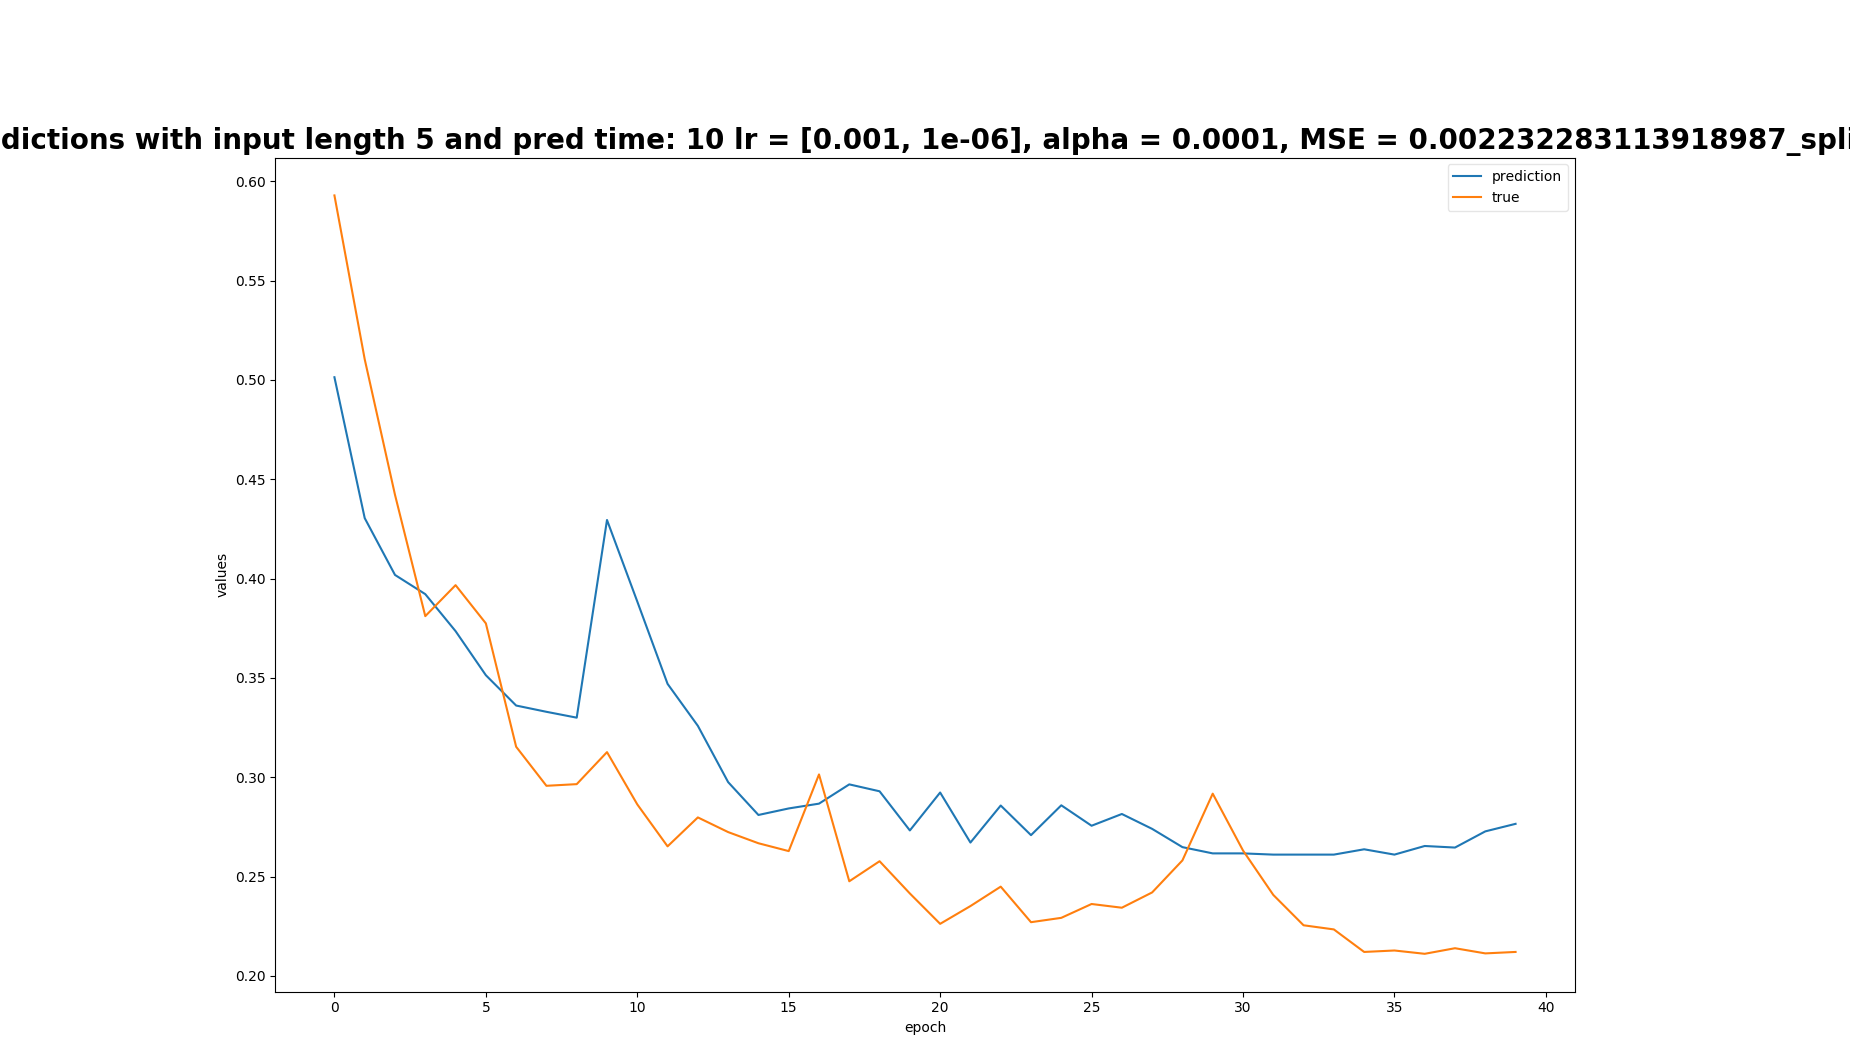 dictions with input length 5 and pred time: 10 lr = [0.001, 1e-06], alpha = 0.0001, MSE = 0.002232283113918987_spli
prediction
true
0.60
0.55
0.50
0.45
0.40
0.35
0.30
0.25
0.20
values
0 5 10 15 20 25 30 35 40
epoch